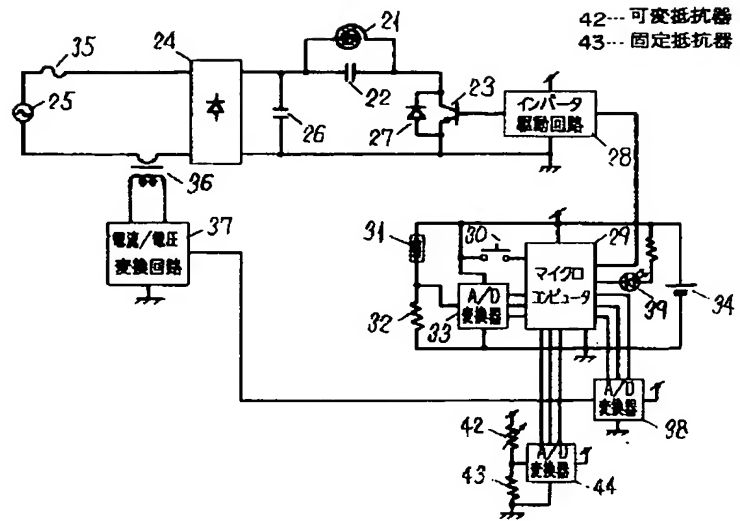 42…可変抵抗器
43…固定抵抗器
21
35
24
23
25
22
26
27
インバータ
駆動回路
28
36
電流/電圧
変換回路
37
31
30
29
マイクロ
コンピュータ
A/D
変換器
32
33
39
34
A/D
変換器
38
42
43
A/D
変換器
44